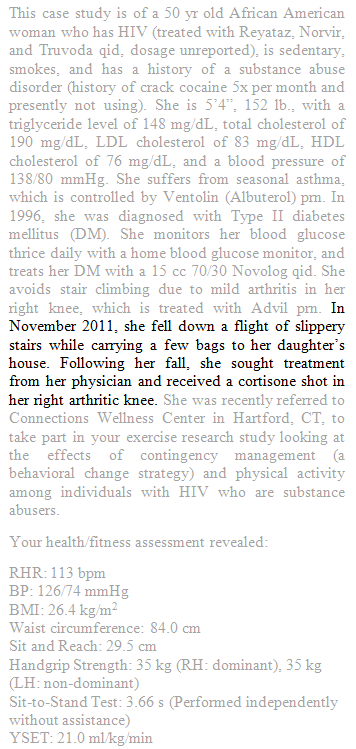 This case study is of a 50 yr old African American
woman who has HIV (treated with Reyataz, Norvir,
and Truvoda qid, dosage unreported), is sedentary,
smokes, and has a history of a substance abuse
disorder (history of crack cocaine 5x per month and
presently not using). She is 5’4”, 152 lb., with a
triglyceride level of 148 mg/dL, total cholesterol of
190 mg/dL, LDL cholesterol of 83 mg/dL, HDL
cholesterol of 76 mg/dL, and a blood pressure of
138/80 mmHg. She suffers from seasonal asthma,
which is controlled by Ventolin (Albuterol) prn. In
1996, she was diagnosed with Type II diabetes
mellitus (DM). She monitors her blood glucose
thrice daily with a home blood glucose monitor, and
treats her DM with a 15 cc 70/30 Novolog qid. She
avoids stair climbing due to mild arthritis in her
right knee, which is treated with Advil prn. In
November 2011, she fell down a flight of slippery
stairs while carrying a few bags to her daughter’s
house. Following her fall, she sought treatment
from her physician and received a cortisone shot in
her right arthritic knee. She was recently referred to
Connections Wellness Center in Hartford, CT, to
take part in your exercise research study looking at
the effects of contingency management (a
behavioral change strategy) and physical activity
among individuals with HIV who are substance
abusers.
Your health/fitness assessment revealed:
RHR: 113 bpm
BP: 126/74 mmHg
BMI: 26.4 kg/m²
Waist circumference: 84.0 cm
Sit and Reach: 29.5 cm
Handgrip Strength: 35 kg (RH: dominant), 35 kg
(LH: non-dominant)
Sit-to-Stand Test: 3.66 s (Performed independently
without assistance)
YSET: 21.0 ml/kg/min